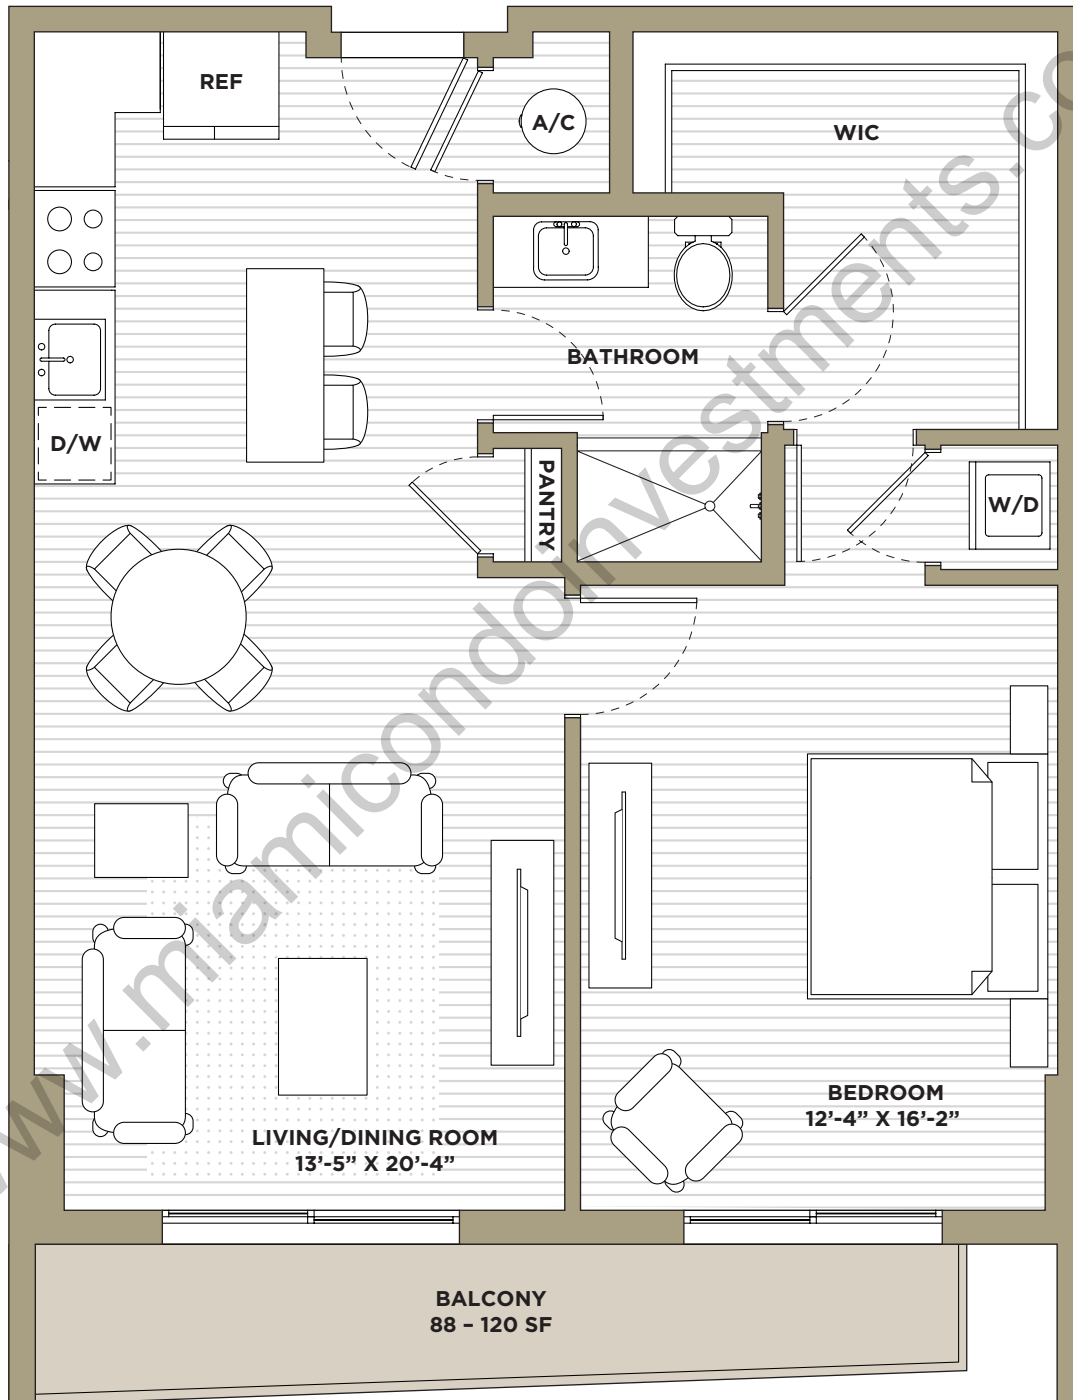 REF
A/C
WIC
BATHROOM
D/W
PANTRY
W/D
BEDROOM
12’-4” X 16’-2”
LIVING/DINING ROOM
13’-5” X 20’-4”
BALCONY
88 – 120 SF
www.miamicondoinvestments.co